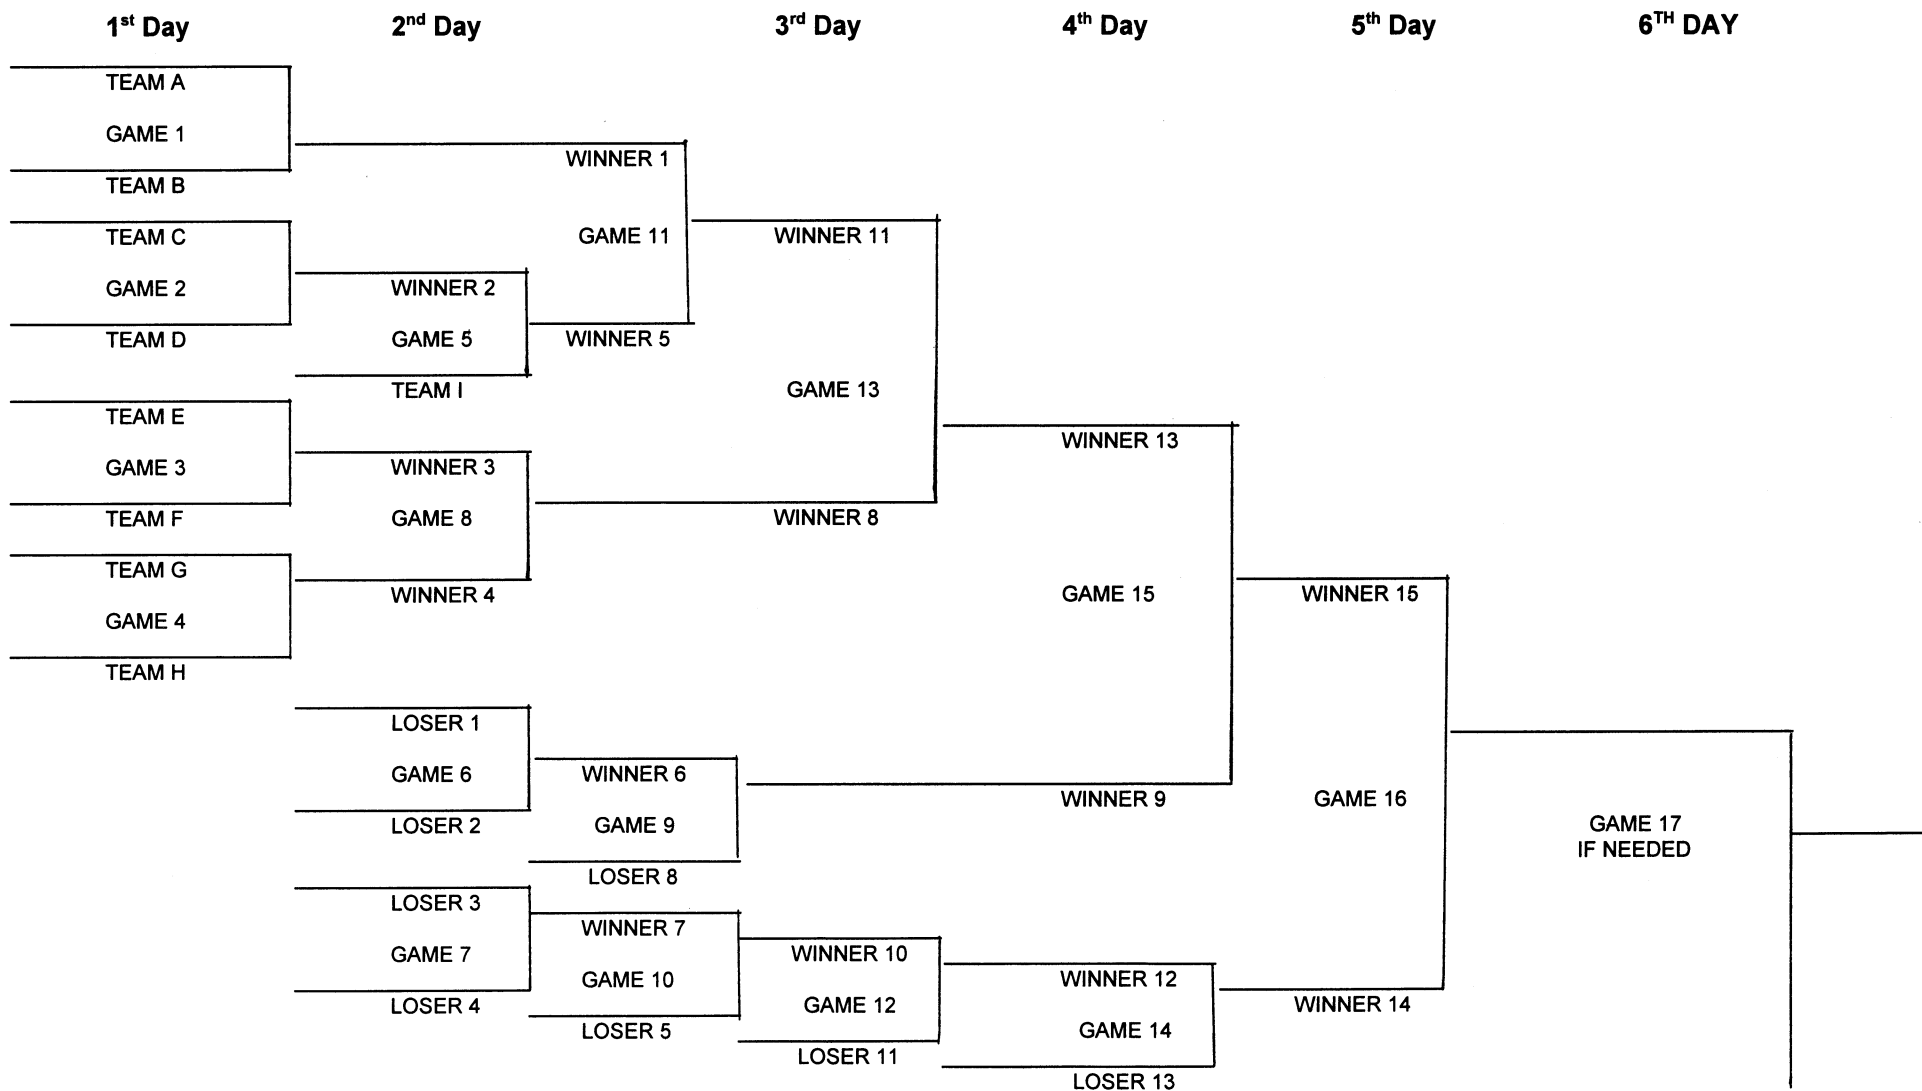 1st Day
2nd Day
3rd Day
4th Day
5th Day
6TH DAY
TEAM A
GAME 1
TEAM B
TEAM C
GAME 2
TEAM D
TEAM E
GAME 3
TEAM F
TEAM G
GAME 4
TEAM H
WINNER 2
GAME 5
TEAM I
WINNER 3
GAME 8
WINNER 4
LOSER 1
GAME 6
LOSER 2
LOSER 3
GAME 7
LOSER 4
WINNER 1
GAME 11
WINNER 5
WINNER 6
GAME 9
LOSER 8
WINNER 7
GAME 10
LOSER 5
WINNER 11
GAME 13
WINNER 8
WINNER 10
GAME 12
LOSER 11
WINNER 13
GAME 15
WINNER 9
WINNER 12
GAME 14
LOSER 13
WINNER 15
GAME 16
WINNER 14
GAME 17
IF NEEDED